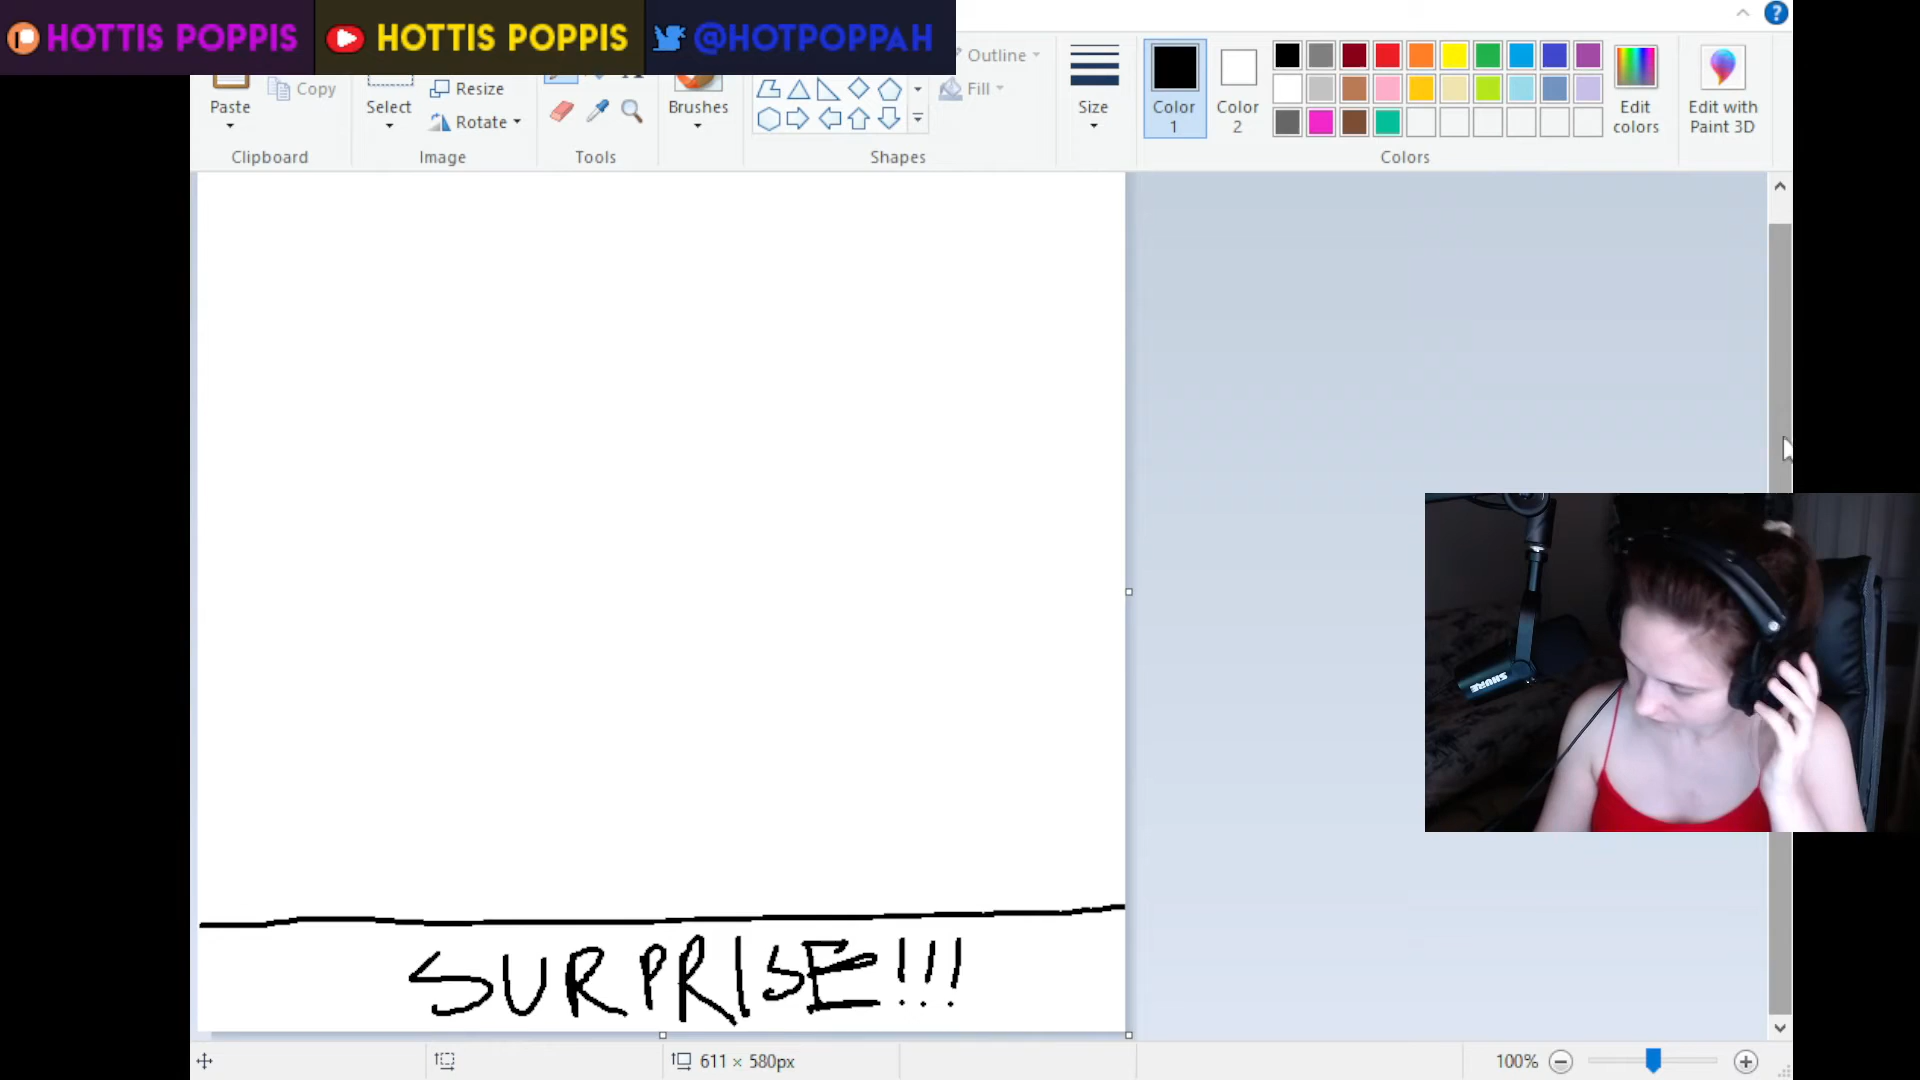 HOTTIS POPPIS
HOTTIS POPPIS
@HOTPOPPAH
Outline
Copy
Resize
Fill
Paste
Select
Rotate
Brushes
Size
Color 1
Color 2
Edit colors
Edit with Paint 3D
Clipboard
Image
Tools
Shapes
Colors
SHURE
SURPRISE!!!
611 × 580px
100%